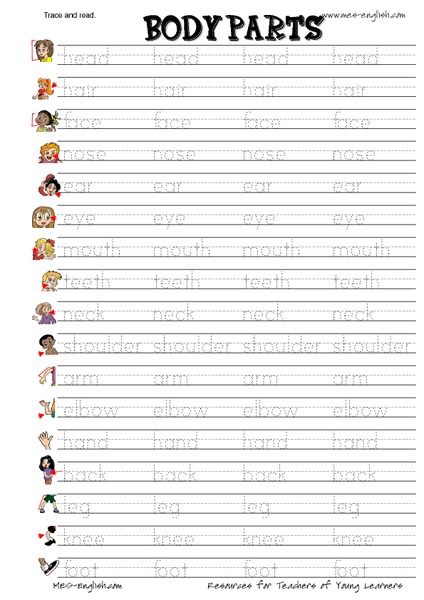 Trace and read.
BODY PARTS
www.mes-english.com
head head head head
hair hair hair hair
face face face face
nose nose nose nose
ear ear ear ear
eye eye eye eye
mouth mouth mouth mouth
teeth teeth teeth teeth
neck neck neck neck
shoulder shoulder shoulder shoulder
arm arm arm arm
elbow elbow elbow elbow
hand hand hand hand
back back back back
leg leg leg leg
knee knee knee knee
foot foot foot foot
MES-English.com
Resources for Teachers of Young Learners